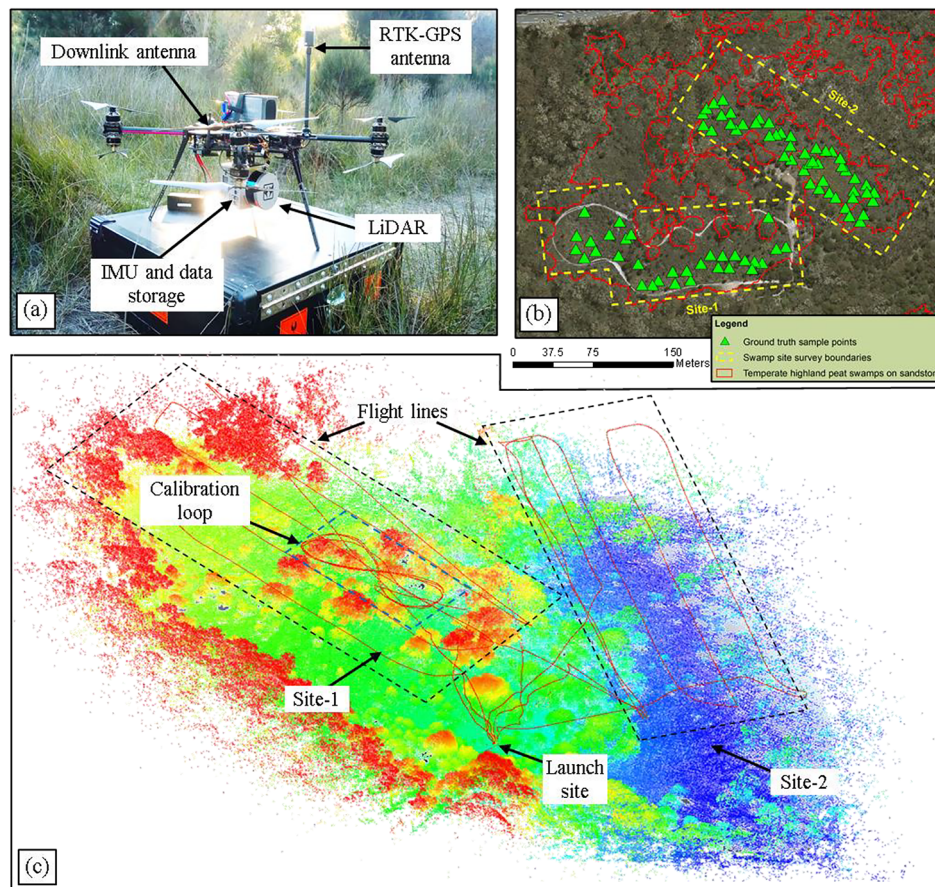 Downlink antenna
RTK-GPS
antenna
LiDAR
IMU and data
storage
(a)
Site-2
Site-1
(b)
Legend
Ground truth sample points
Swamp site survey boundaries
Temperate highland peat swamps on sandston
0 37.5 75 150
Meters
Flight lines
Calibration
loop
Site-1
Launch
site
Site-2
(c)